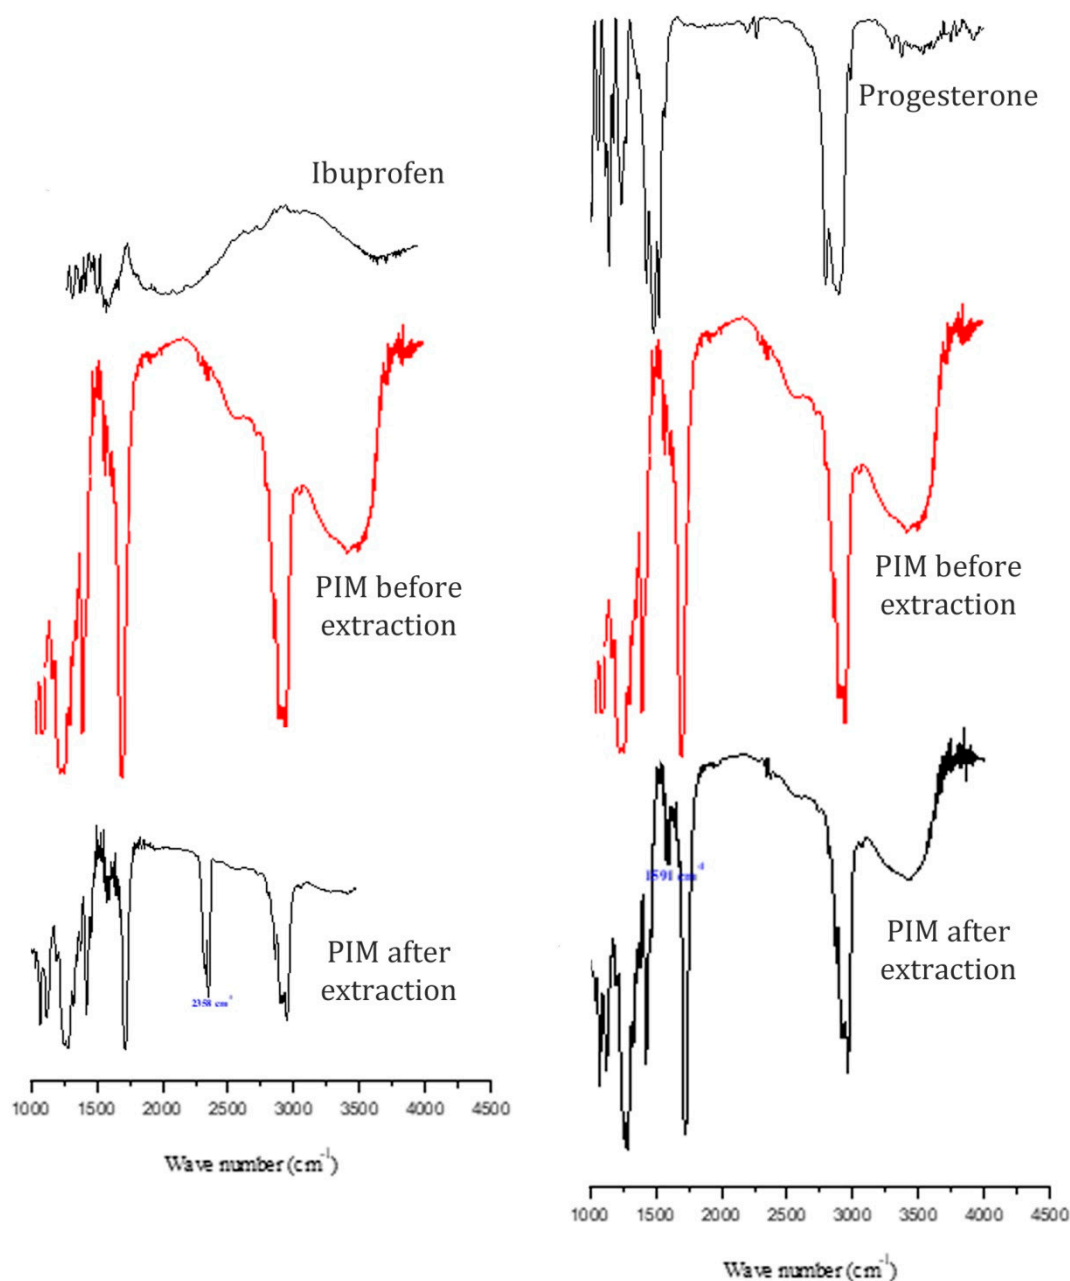 Ibuprofen
PIM before
extraction
PIM after
extraction
2358 cm⁻¹
1000 1500 2000 2500 3000 3500 4000 4500
Wave number (cm⁻¹)
Progesterone
PIM before
extraction
1591 cm⁻¹
PIM after
extraction
1000 1500 2000 2500 3000 3500 4000 4500
Wave number (cm⁻¹)